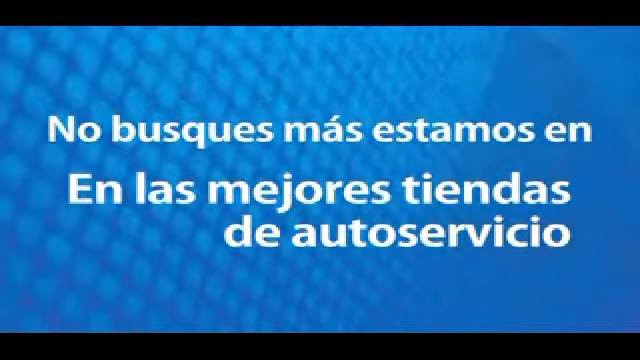 No busques más estamos en
En las mejores tiendas
de autoservicio